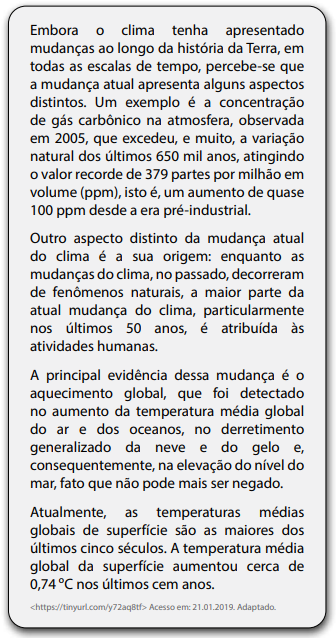 Embora o clima tenha apresentado
mudanças ao longo da história da Terra, em
todas as escalas de tempo, percebe-se que
a mudança atual apresenta alguns aspectos
distintos. Um exemplo é a concentração
de gás carbônico na atmosfera, observada
em 2005, que excedeu, e muito, a variação
natural dos últimos 650 mil anos, atingindo
o valor recorde de 379 partes por milhão em
volume (ppm), isto é, um aumento de quase
100 ppm desde a era pré-industrial.
Outro aspecto distinto da mudança atual
do clima é a sua origem: enquanto as
mudanças do clima, no passado, decorreram
de fenômenos naturais, a maior parte da
atual mudança do clima, particularmente
nos últimos 50 anos, é atribuída às
atividades humanas.
A principal evidência dessa mudança é o
aquecimento global, que foi detectado
no aumento da temperatura média global
do ar e dos oceanos, no derretimento
generalizado da neve e do gelo e,
consequentemente, na elevação do nível do
mar, fato que não pode mais ser negado.
Atualmente, as temperaturas médias
globais de superfície são as maiores dos
últimos cinco séculos. A temperatura média
global da superfície aumentou cerca de
0,74 ºC nos últimos cem anos.
<https://tinyurl.com/y72aq8tf> Acesso em: 21.01.2019. Adaptado.